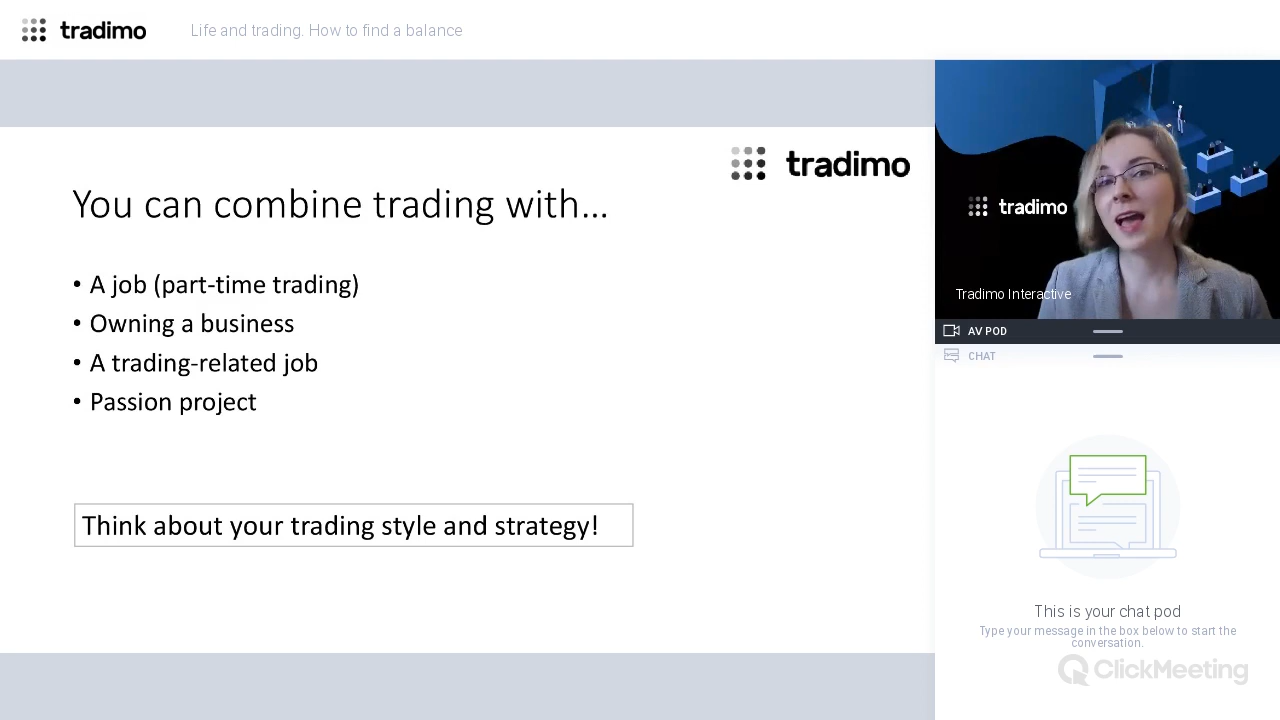 tradimo
Life and trading. How to find a balance
tradimo
You can combine trading with...
• A job (part-time trading)
• Owning a business
• A trading-related job
• Passion project
Think about your trading style and strategy!
tradimo
Tradimo Interactive
AV POD
CHAT
This is your chat pod
Type your message in the box below to start the
conversation.
ClickMeeting